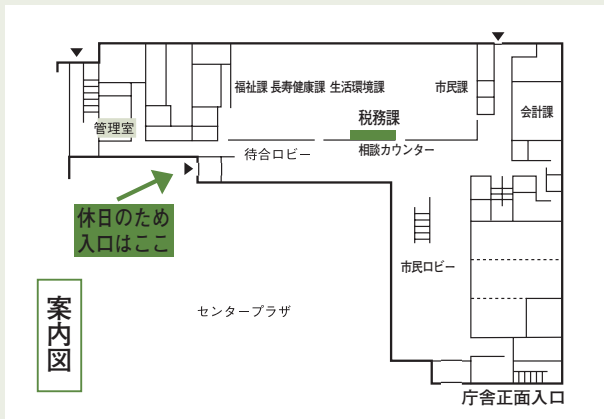 福祉課 長寿健康課 生活環境課
市民課
税務課
会計課
管理室
待合ロビー
相談カウンター
休日のため
入口はここ
市民ロビー
センタープラザ
案内図
庁舎正面入口